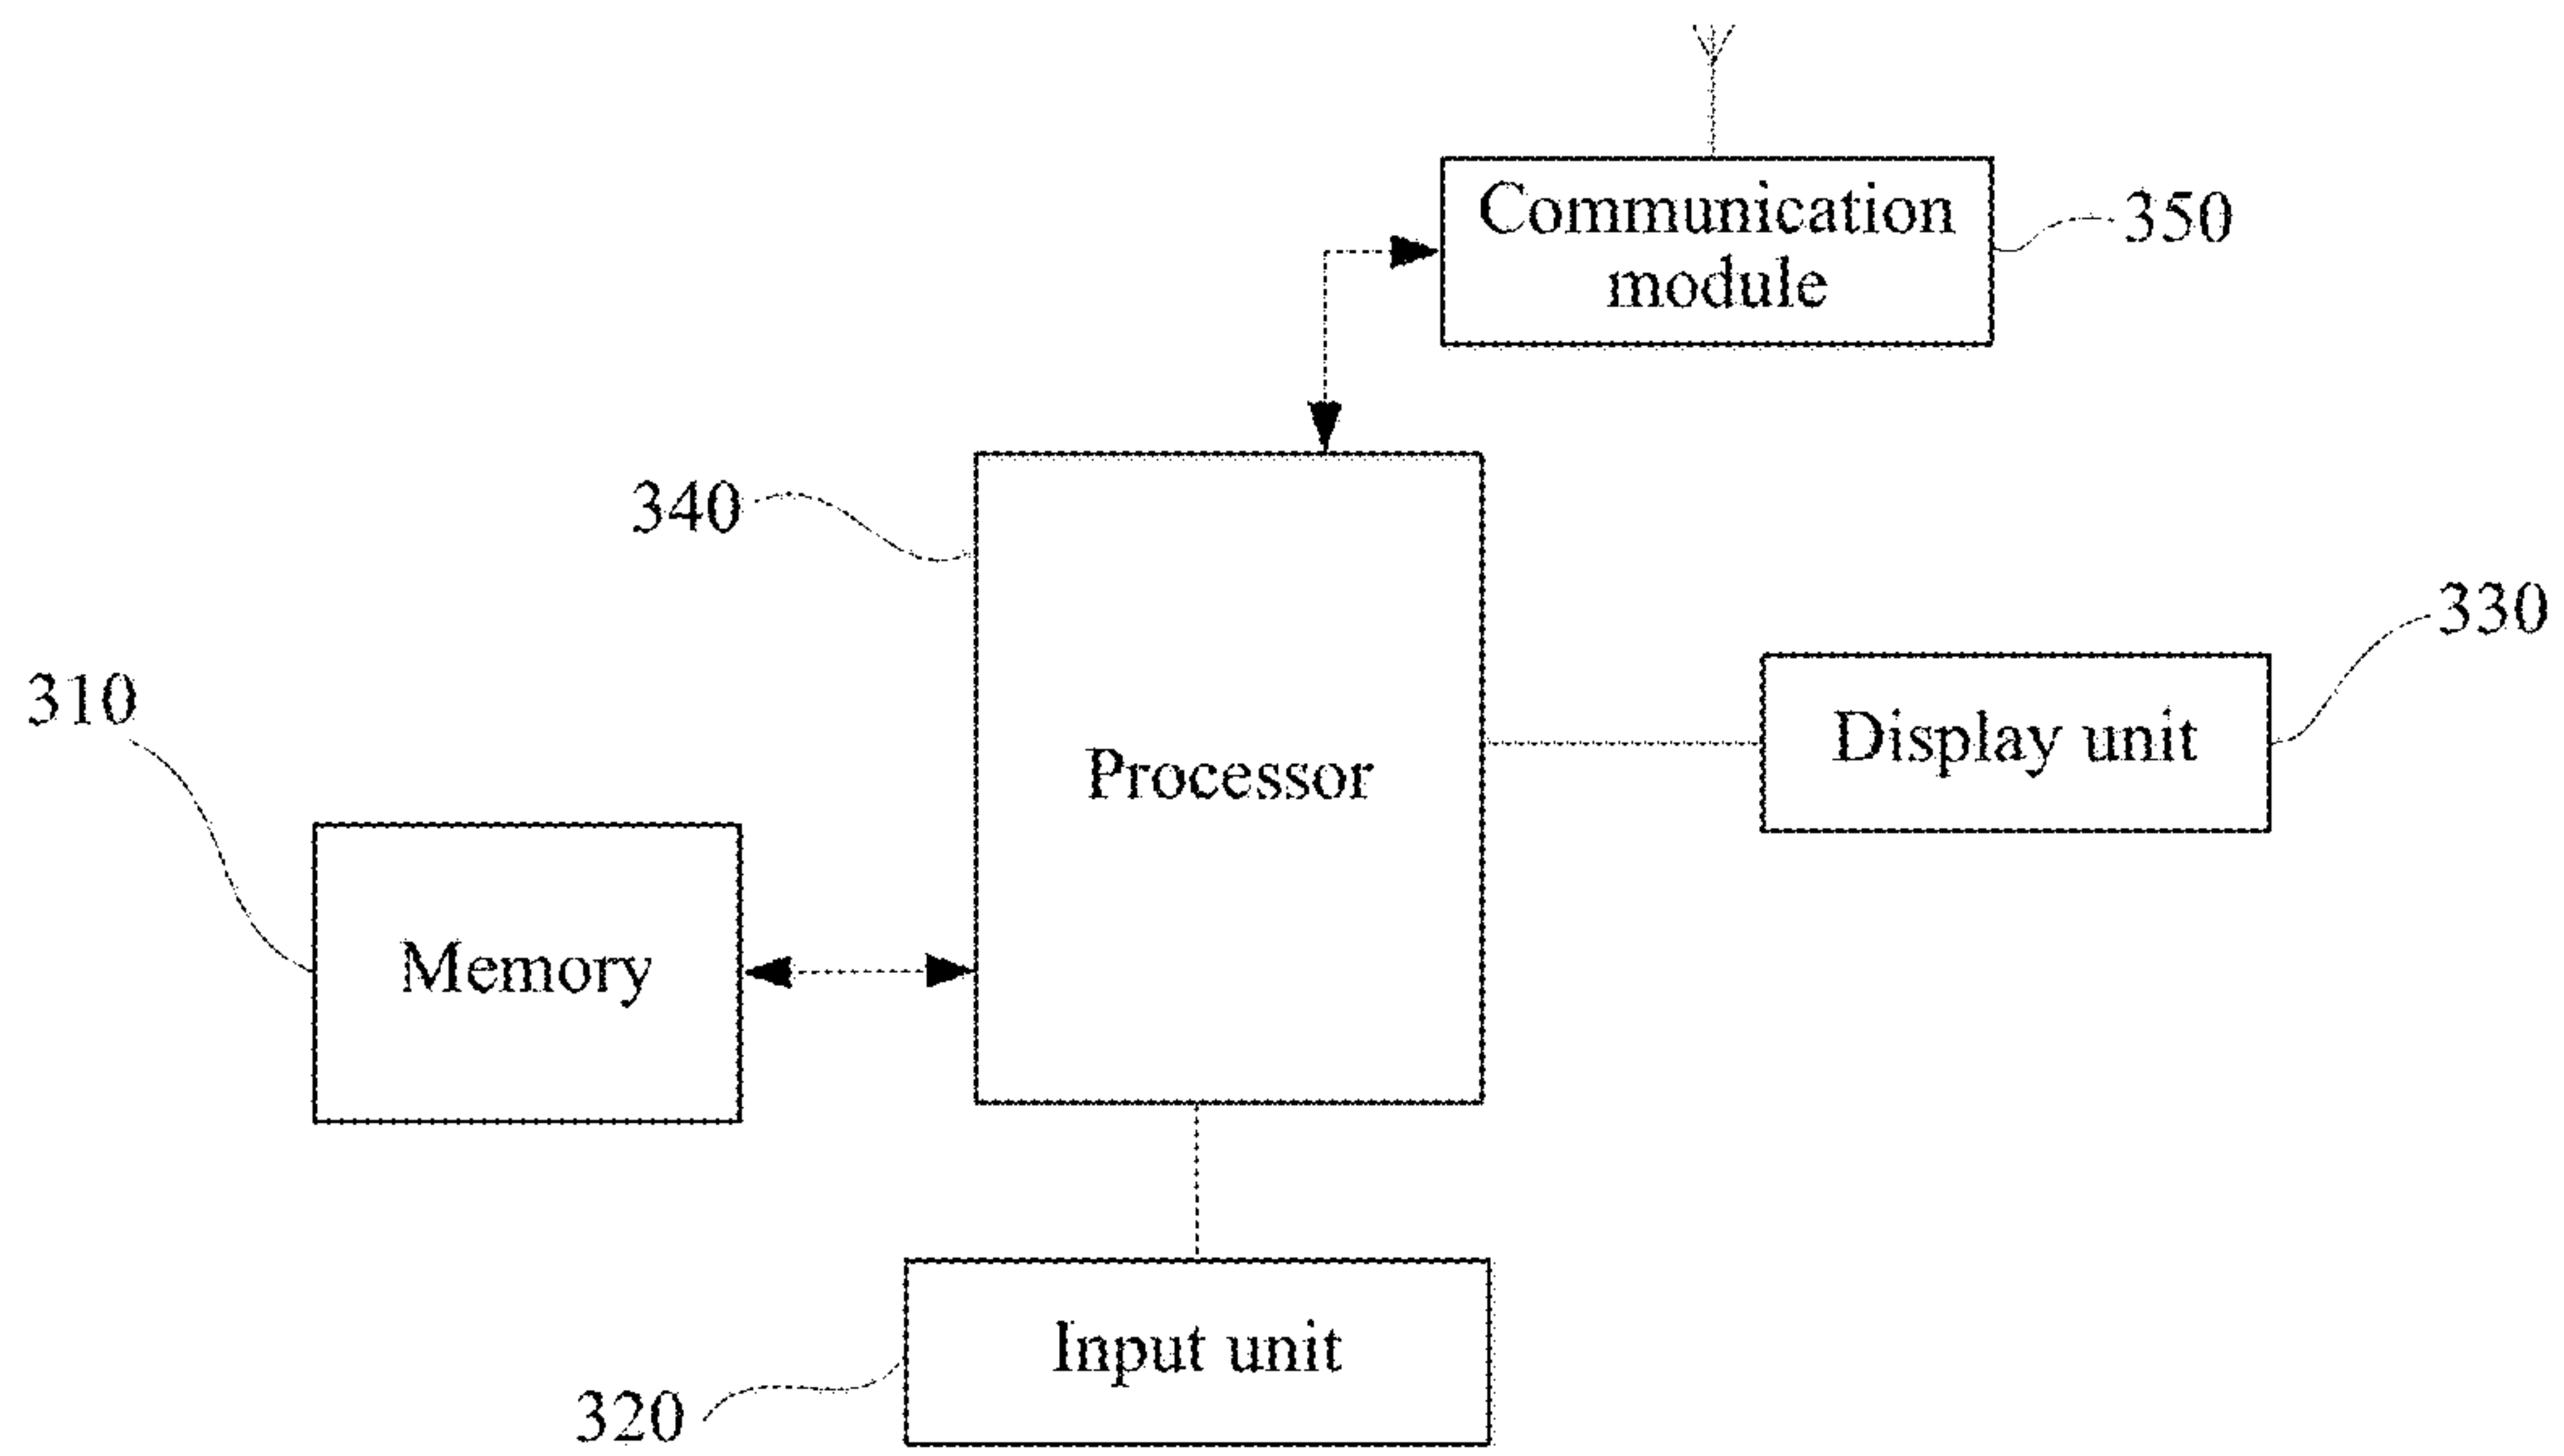 Communication
module
350
340
Processor
330
Display unit
310
Memory
Input unit
320